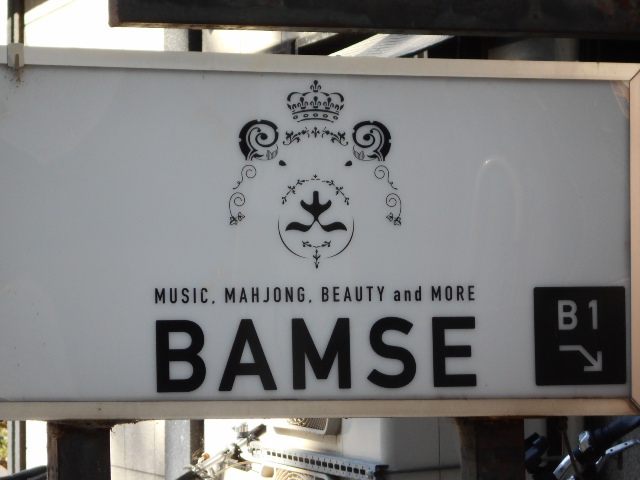 MUSIC, MAHJONG, BEAUTY and MORE
BAMSE
B1